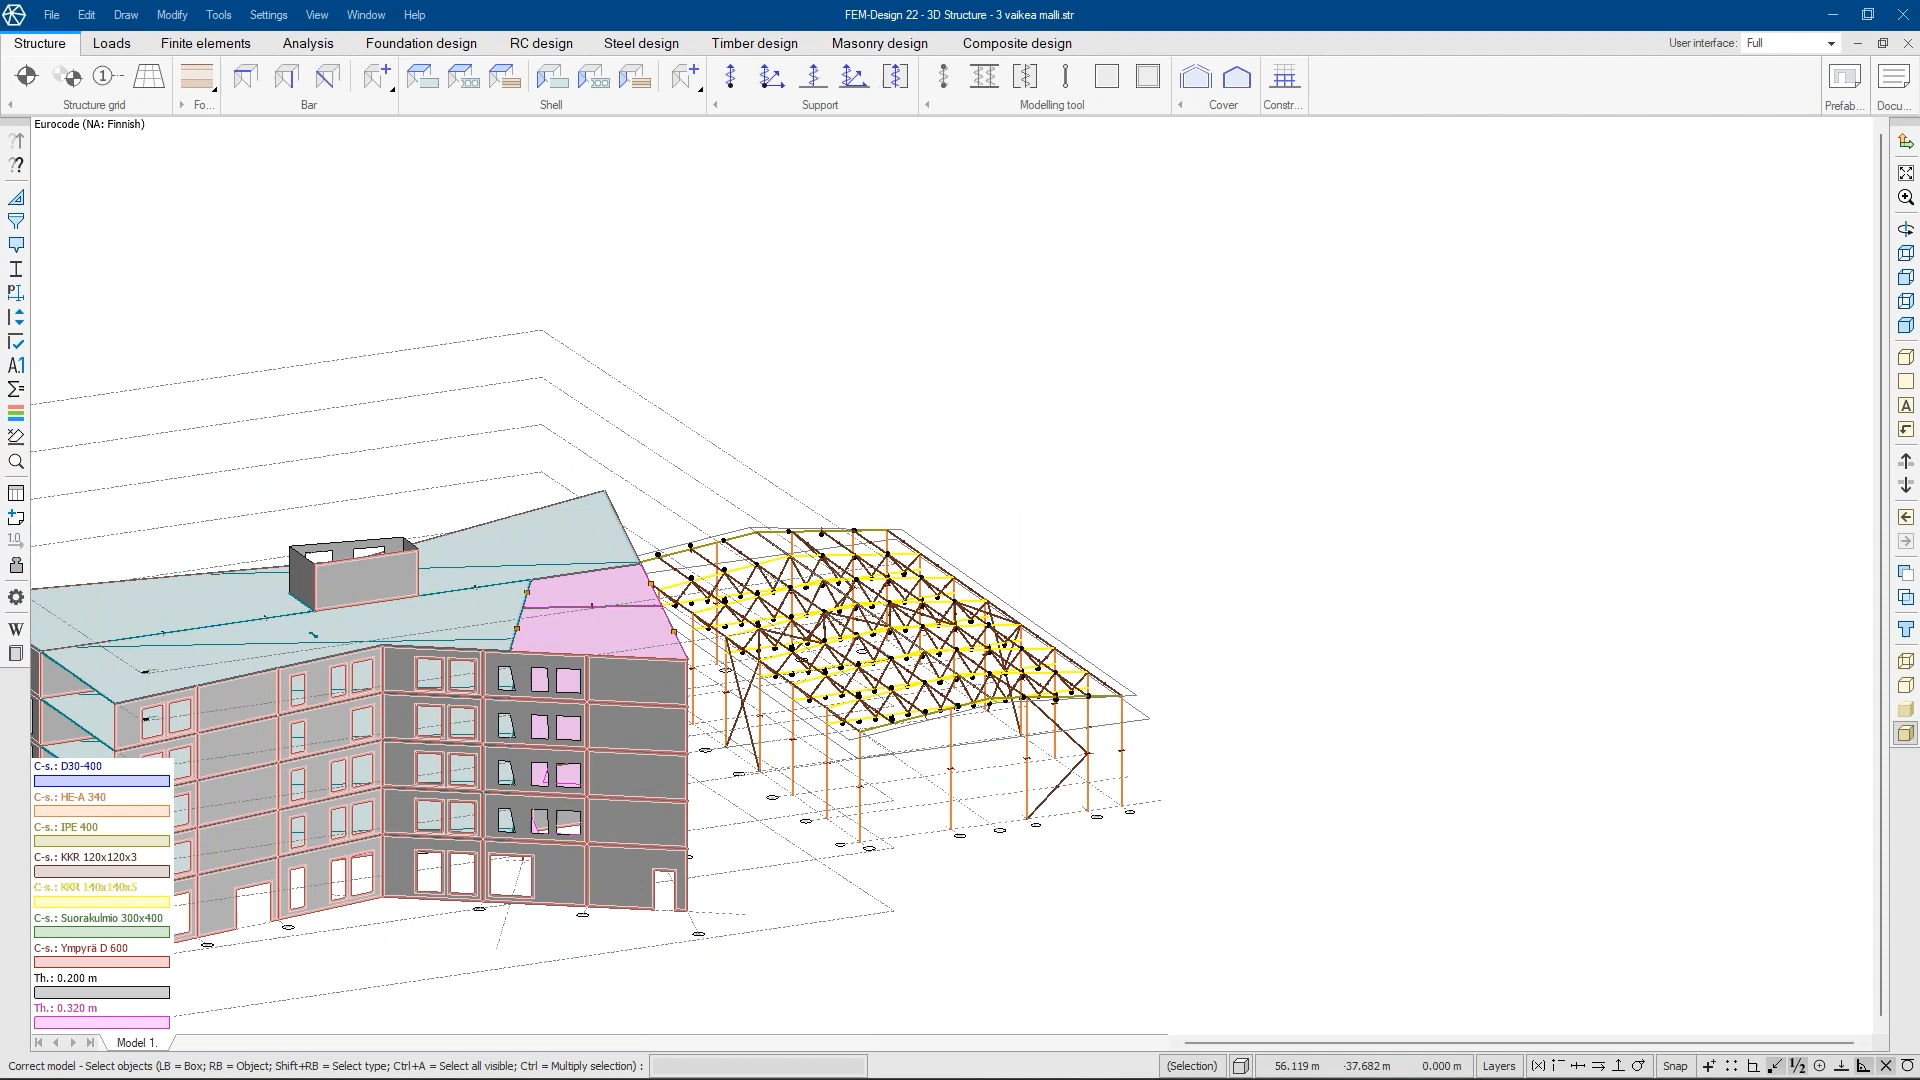 File Edit Draw Modify Tools Settings View Window Help
FEM-Design 22 - 3D Structure - 3 vaikea malli.str
Structure Loads Finite elements Analysis Foundation design RC design Steel design Timber design Masonry design Composite design
User interface: Full
Structure grid Fo... Bar Shell Support Modelling tool Cover Constr... Prefab... Docu...
Eurocode (NA: Finnish)
C-s.: D30-400
C-s.: HE-A 340
C-s.: IPE 400
C-s.: KKR 120x120x3
C-s.: KKR 140x140x5
C-s.: Suorakulmio 300x400
C-s.: Ympyrä D 600
Th.: 0.200 m
Th.: 0.320 m
Model 1.
Correct model - Select objects (LB = Box; RB = Object; Shift+RB = Select type; Ctrl+A = Select all visible; Ctrl = Multiply selection) :
(Selection) 56.119 m -37.682 m 0.000 m Layers Snap